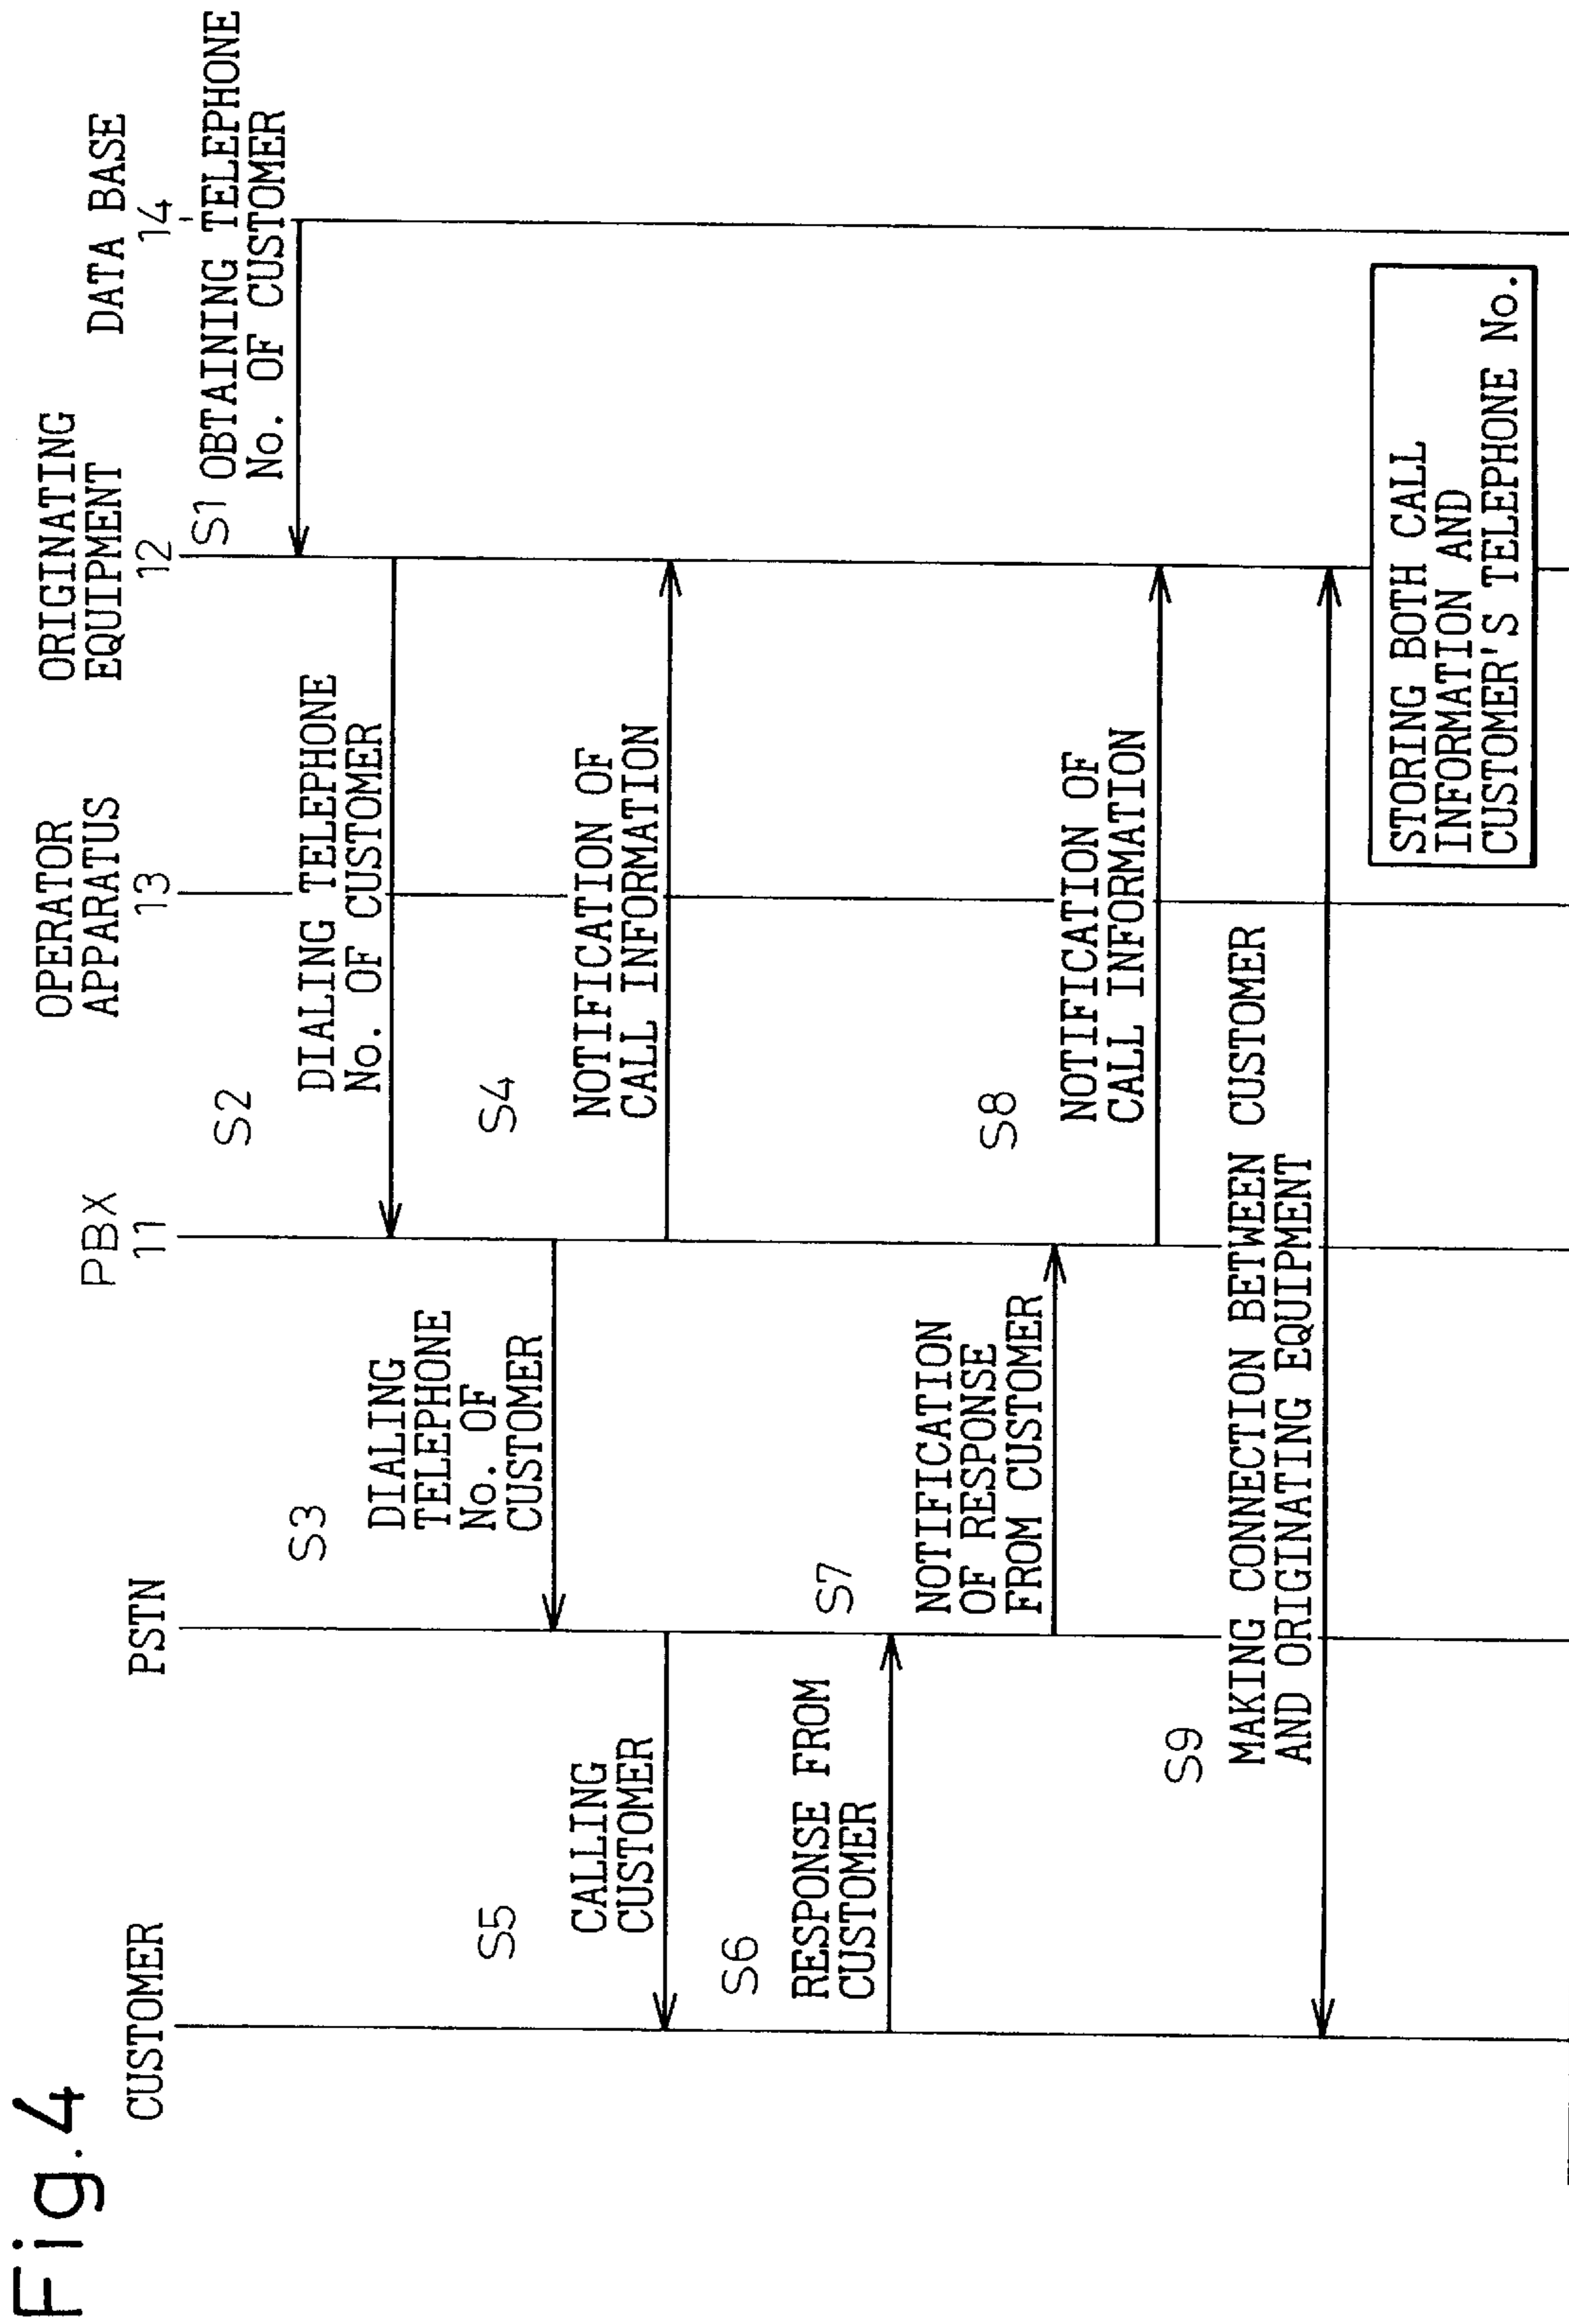 Fig.4
CUSTOMER
PSTN
PBX
11
OPERATOR
APPARATUS
13
ORIGINATING
EQUIPMENT
12
DATA BASE
14
S1 OBTAINING TELEPHONE
No. OF CUSTOMER
S2
DIALING TELEPHONE
No. OF CUSTOMER
S3
DIALING
TELEPHONE
No. OF
CUSTOMER
S4
NOTIFICATION OF
CALL INFORMATION
S5
CALLING
CUSTOMER
S6
RESPONSE FROM
CUSTOMER
S7
NOTIFICATION
OF RESPONSE
FROM CUSTOMER
S8
NOTIFICATION OF
CALL INFORMATION
S9
MAKING CONNECTION BETWEEN CUSTOMER
AND ORIGINATING EQUIPMENT
STORING BOTH CALL
INFORMATION AND
CUSTOMER'S TELEPHONE No.